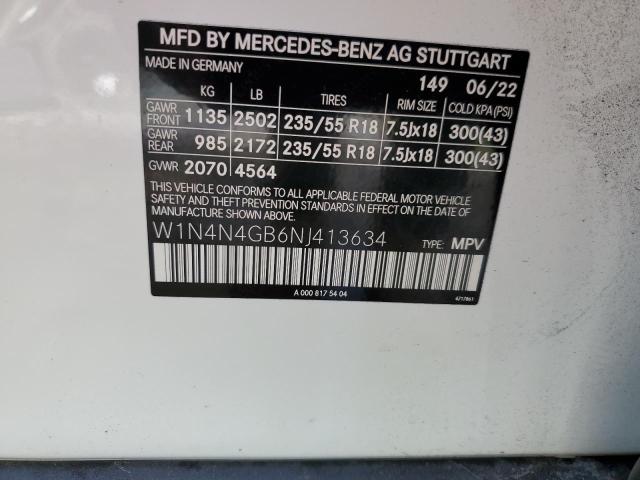 MFD BY MERCEDES-BENZ AG STUTTGART
MADE IN GERMANY 149 06/22
KG LB TIRES RIM SIZE COLD KPA(PSI)
GAWR FRONT 1135 2502 235/55 R18 7.5Jx18 300(43)
GAWR REAR 985 2172 235/55 R18 7.5Jx18 300(43)
GVWR 2070 4564
THIS VEHICLE CONFORMS TO ALL APPLICABLE FEDERAL MOTOR VEHICLE
SAFETY AND THEFT PREVENTION STANDARDS IN EFFECT ON THE DATE OF
MANUFACTURE SHOWN ABOVE.
W1N4N4GB6NJ413634 TYPE: MPV
A 000 817 54 04